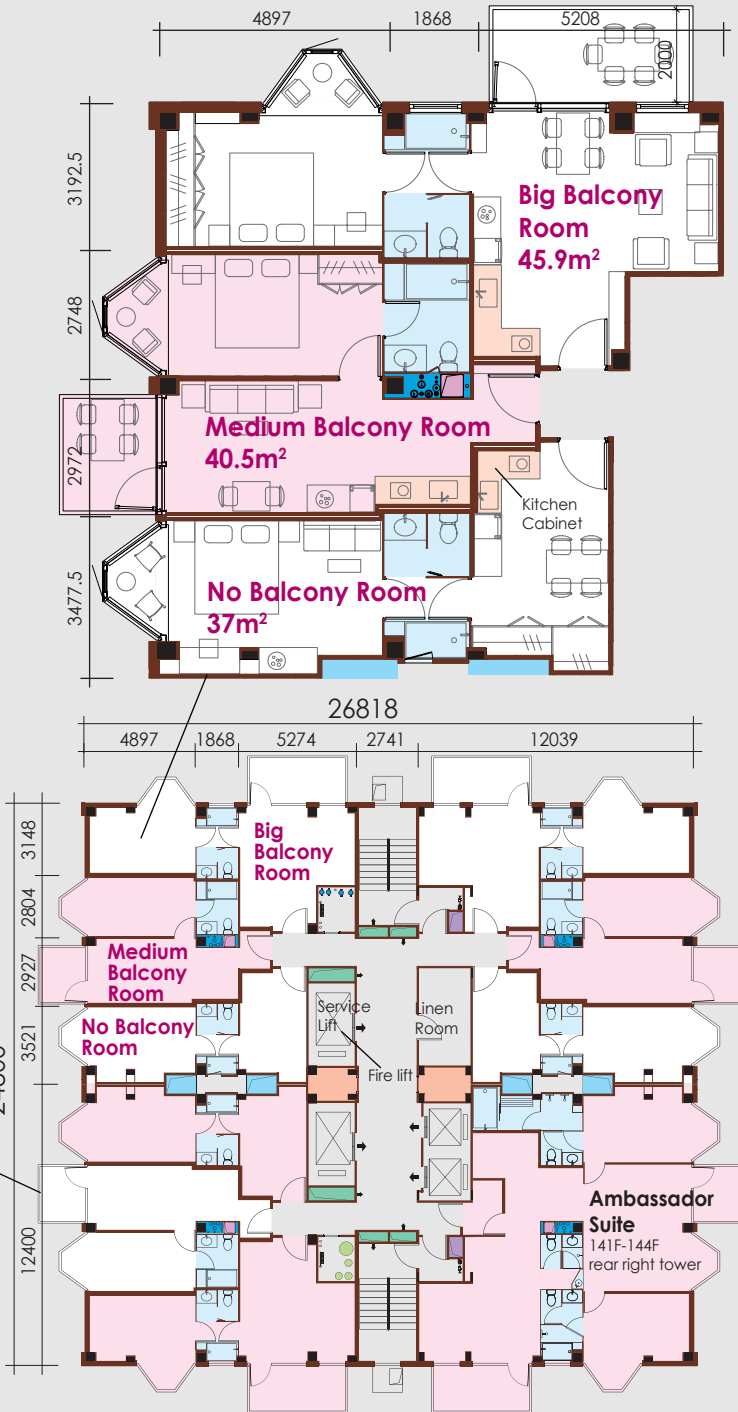 4897
1868
5208
2000
3192.5
2748
2972
3477.5
Big Balcony
Room
45.9m²
Medium Balcony Room
40.5m²
Kitchen
Cabinet
No Balcony Room
37m²
26818
4897
1868
5274
2741
12039
3148
2804
2927
3521
12400
Big
Balcony
Room
Medium
Balcony
Room
No Balcony
Room
Service
Lift
Linen
Room
Fire lift
Ambassador
Suite
141F-144F
rear right tower